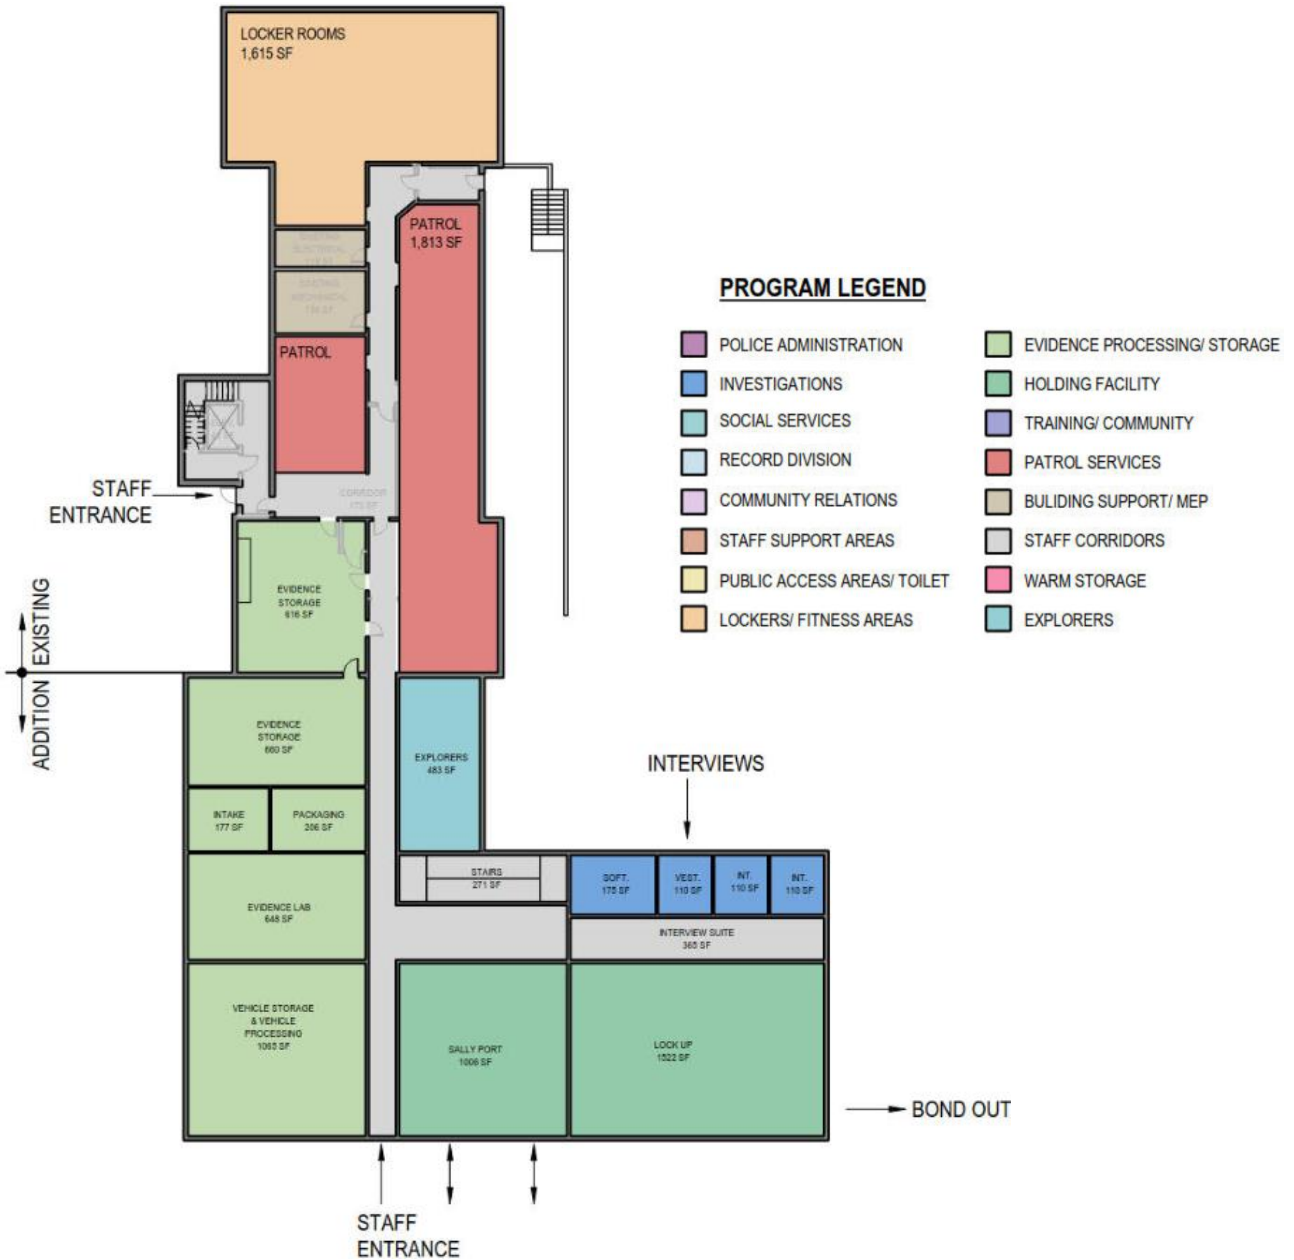 LOCKER ROOMS
1,615 SF
PATROL
1,813 SF
EXISTING
ELECTRICAL
EXISTING
MECHANICAL
PATROL
STAFF
ENTRANCE
CORRIDOR
EVIDENCE
STORAGE
616 SF
EXISTING
ADDITION
EVIDENCE
STORAGE
660 SF
EXPLORERS
483 SF
INTAKE
177 SF
PACKAGING
206 SF
EVIDENCE LAB
648 SF
STAIRS
271 SF
INTERVIEWS
SOFT.
175 SF
VEST.
110 SF
INT.
110 SF
INT.
110 SF
INTERVIEW SUITE
365 SF
VEHICLE STORAGE
& VEHICLE
PROCESSING
1065 SF
SALLY PORT
1006 SF
LOCK UP
1522 SF
BOND OUT
STAFF
ENTRANCE
PROGRAM LEGEND
POLICE ADMINISTRATION
INVESTIGATIONS
SOCIAL SERVICES
RECORD DIVISION
COMMUNITY RELATIONS
STAFF SUPPORT AREAS
PUBLIC ACCESS AREAS/ TOILET
LOCKERS/ FITNESS AREAS
EVIDENCE PROCESSING/ STORAGE
HOLDING FACILITY
TRAINING/ COMMUNITY
PATROL SERVICES
BULIDING SUPPORT/ MEP
STAFF CORRIDORS
WARM STORAGE
EXPLORERS